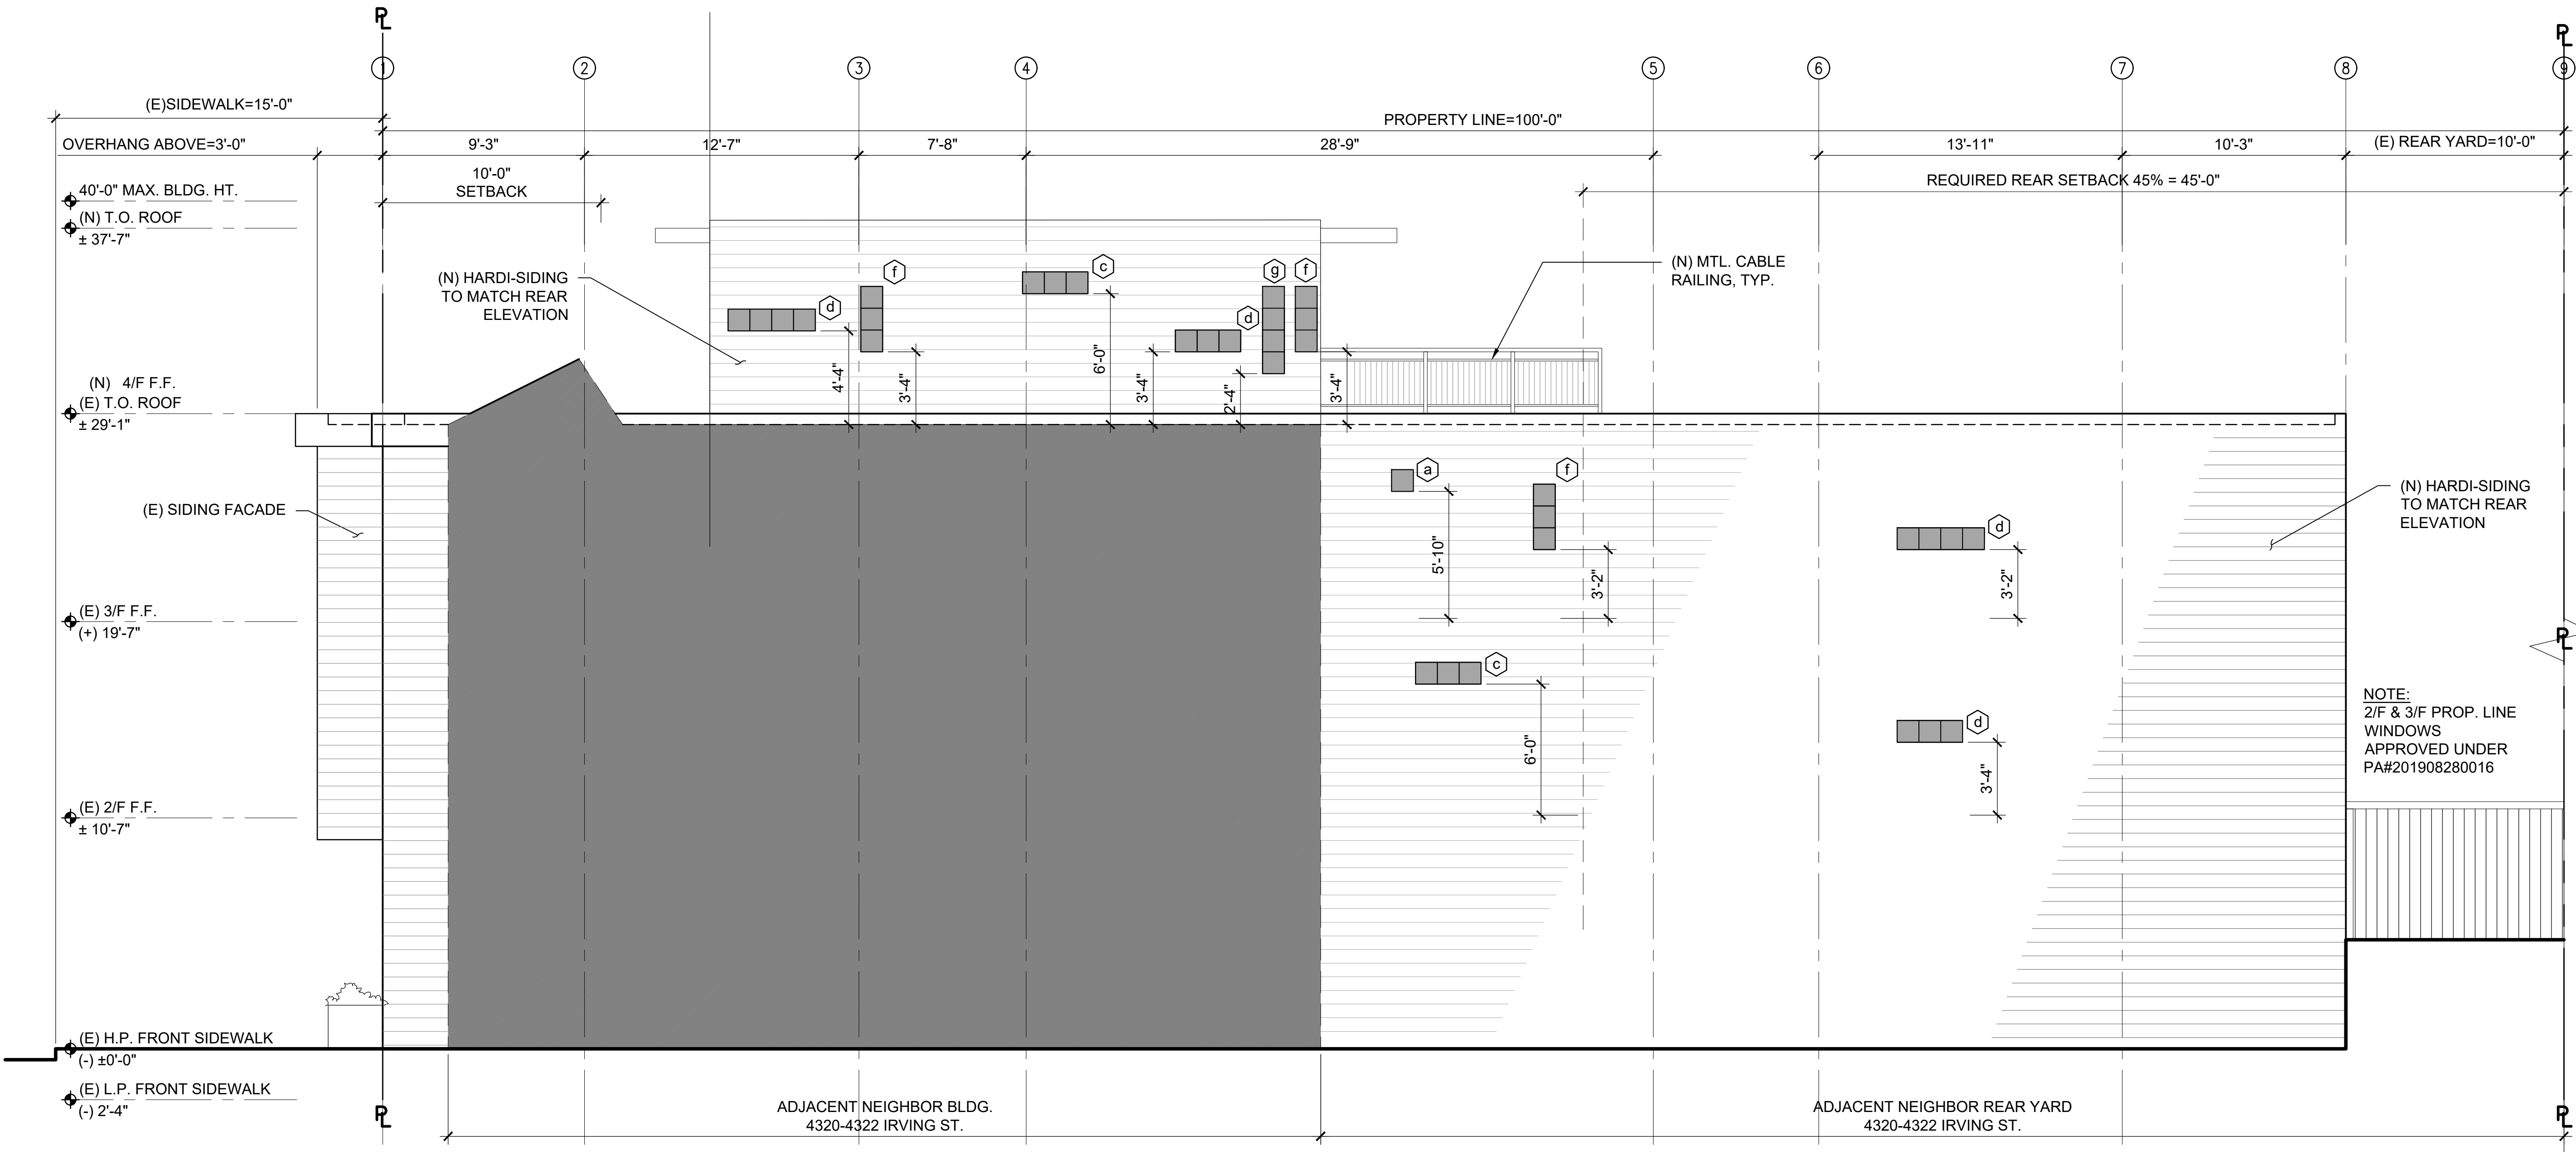 PL
PL
1
2
3
4
5
6
7
8
9
(E)SIDEWALK=15'-0"
PROPERTY LINE=100'-0"
OVERHANG ABOVE=3'-0"
9'-3"
12'-7"
7'-8"
28'-9"
13'-11"
10'-3"
(E) REAR YARD=10'-0"
10'-0"
SETBACK
REQUIRED REAR SETBACK 45% = 45'-0"
40'-0" MAX. BLDG. HT.
(N) T.O. ROOF
± 37'-7"
(N) HARDI-SIDING
TO MATCH REAR
ELEVATION
d
f
c
d
g
f
4'-4"
3'-4"
6'-0"
3'-4"
2'-4"
3'-4"
(N) MTL. CABLE
RAILING, TYP.
(N) 4/F F.F.
(E) T.O. ROOF
± 29'-1"
(E) SIDING FACADE
a
f
5'-10"
3'-2"
d
3'-2"
(N) HARDI-SIDING
TO MATCH REAR
ELEVATION
(E) 3/F F.F.
(+) 19'-7"
PL
c
6'-0"
d
3'-4"
NOTE:
2/F & 3/F PROP. LINE
WINDOWS
APPROVED UNDER
PA#201908280016
(E) 2/F F.F.
± 10'-7"
(E) H.P. FRONT SIDEWALK
(-) ±0'-0"
(E) L.P. FRONT SIDEWALK
(-) 2'-4"
PL
ADJACENT NEIGHBOR BLDG.
4320-4322 IRVING ST.
ADJACENT NEIGHBOR REAR YARD
4320-4322 IRVING ST.
PL